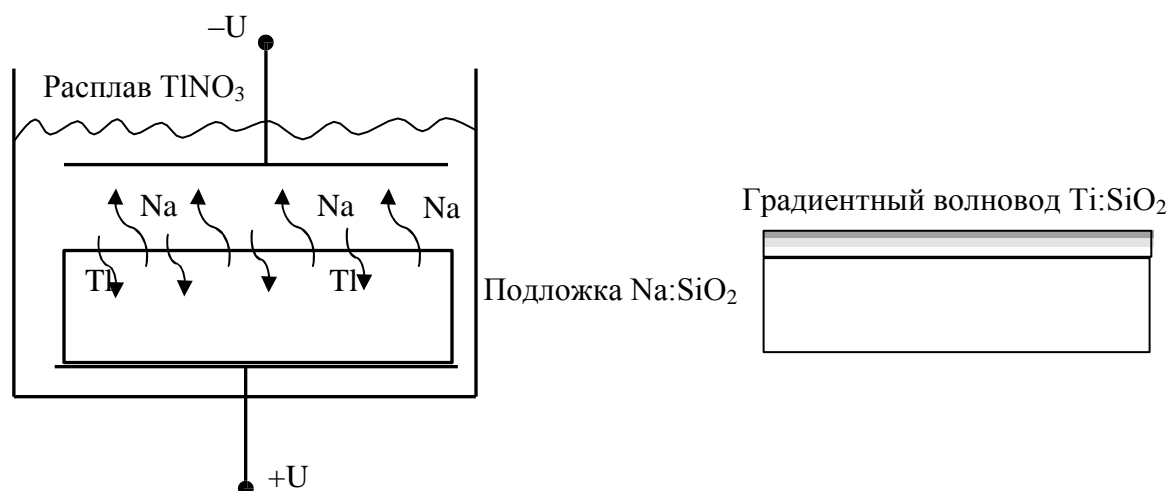 –U
Расплав TlNO3
Na
Na
Na
Tl
Tl
+U
Подложка Na:SiO2
Градиентный волновод Ti:SiO2